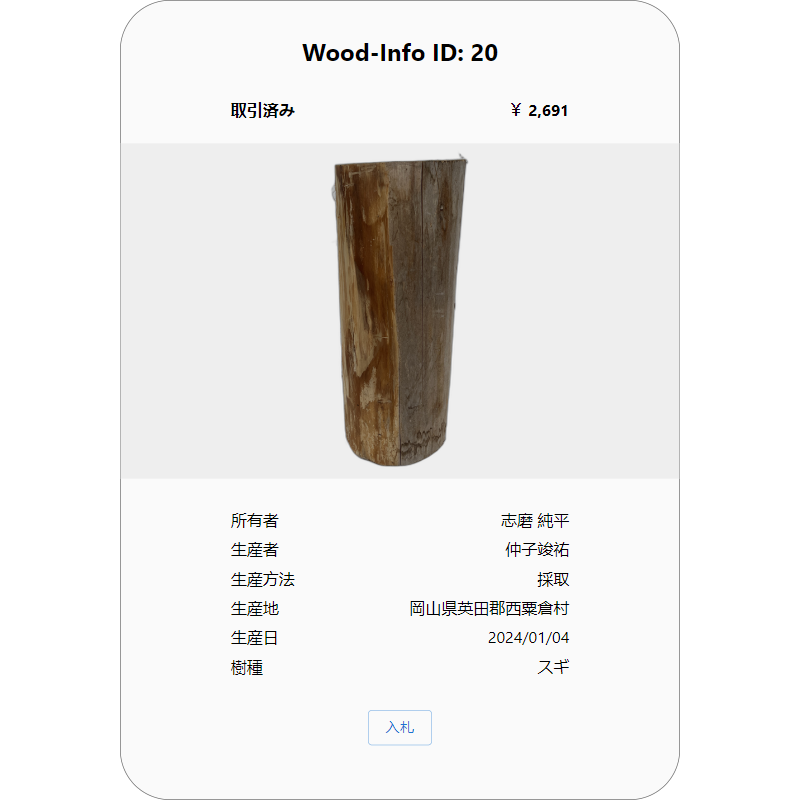 Wood-Info ID: 20
取引済み ¥ 2,691
所有者 志磨 純平
生産者 仲子竣祐
生産方法 採取
生産地 岡山県英田郡西粟倉村
生産日 2024/01/04
樹種 スギ
入札